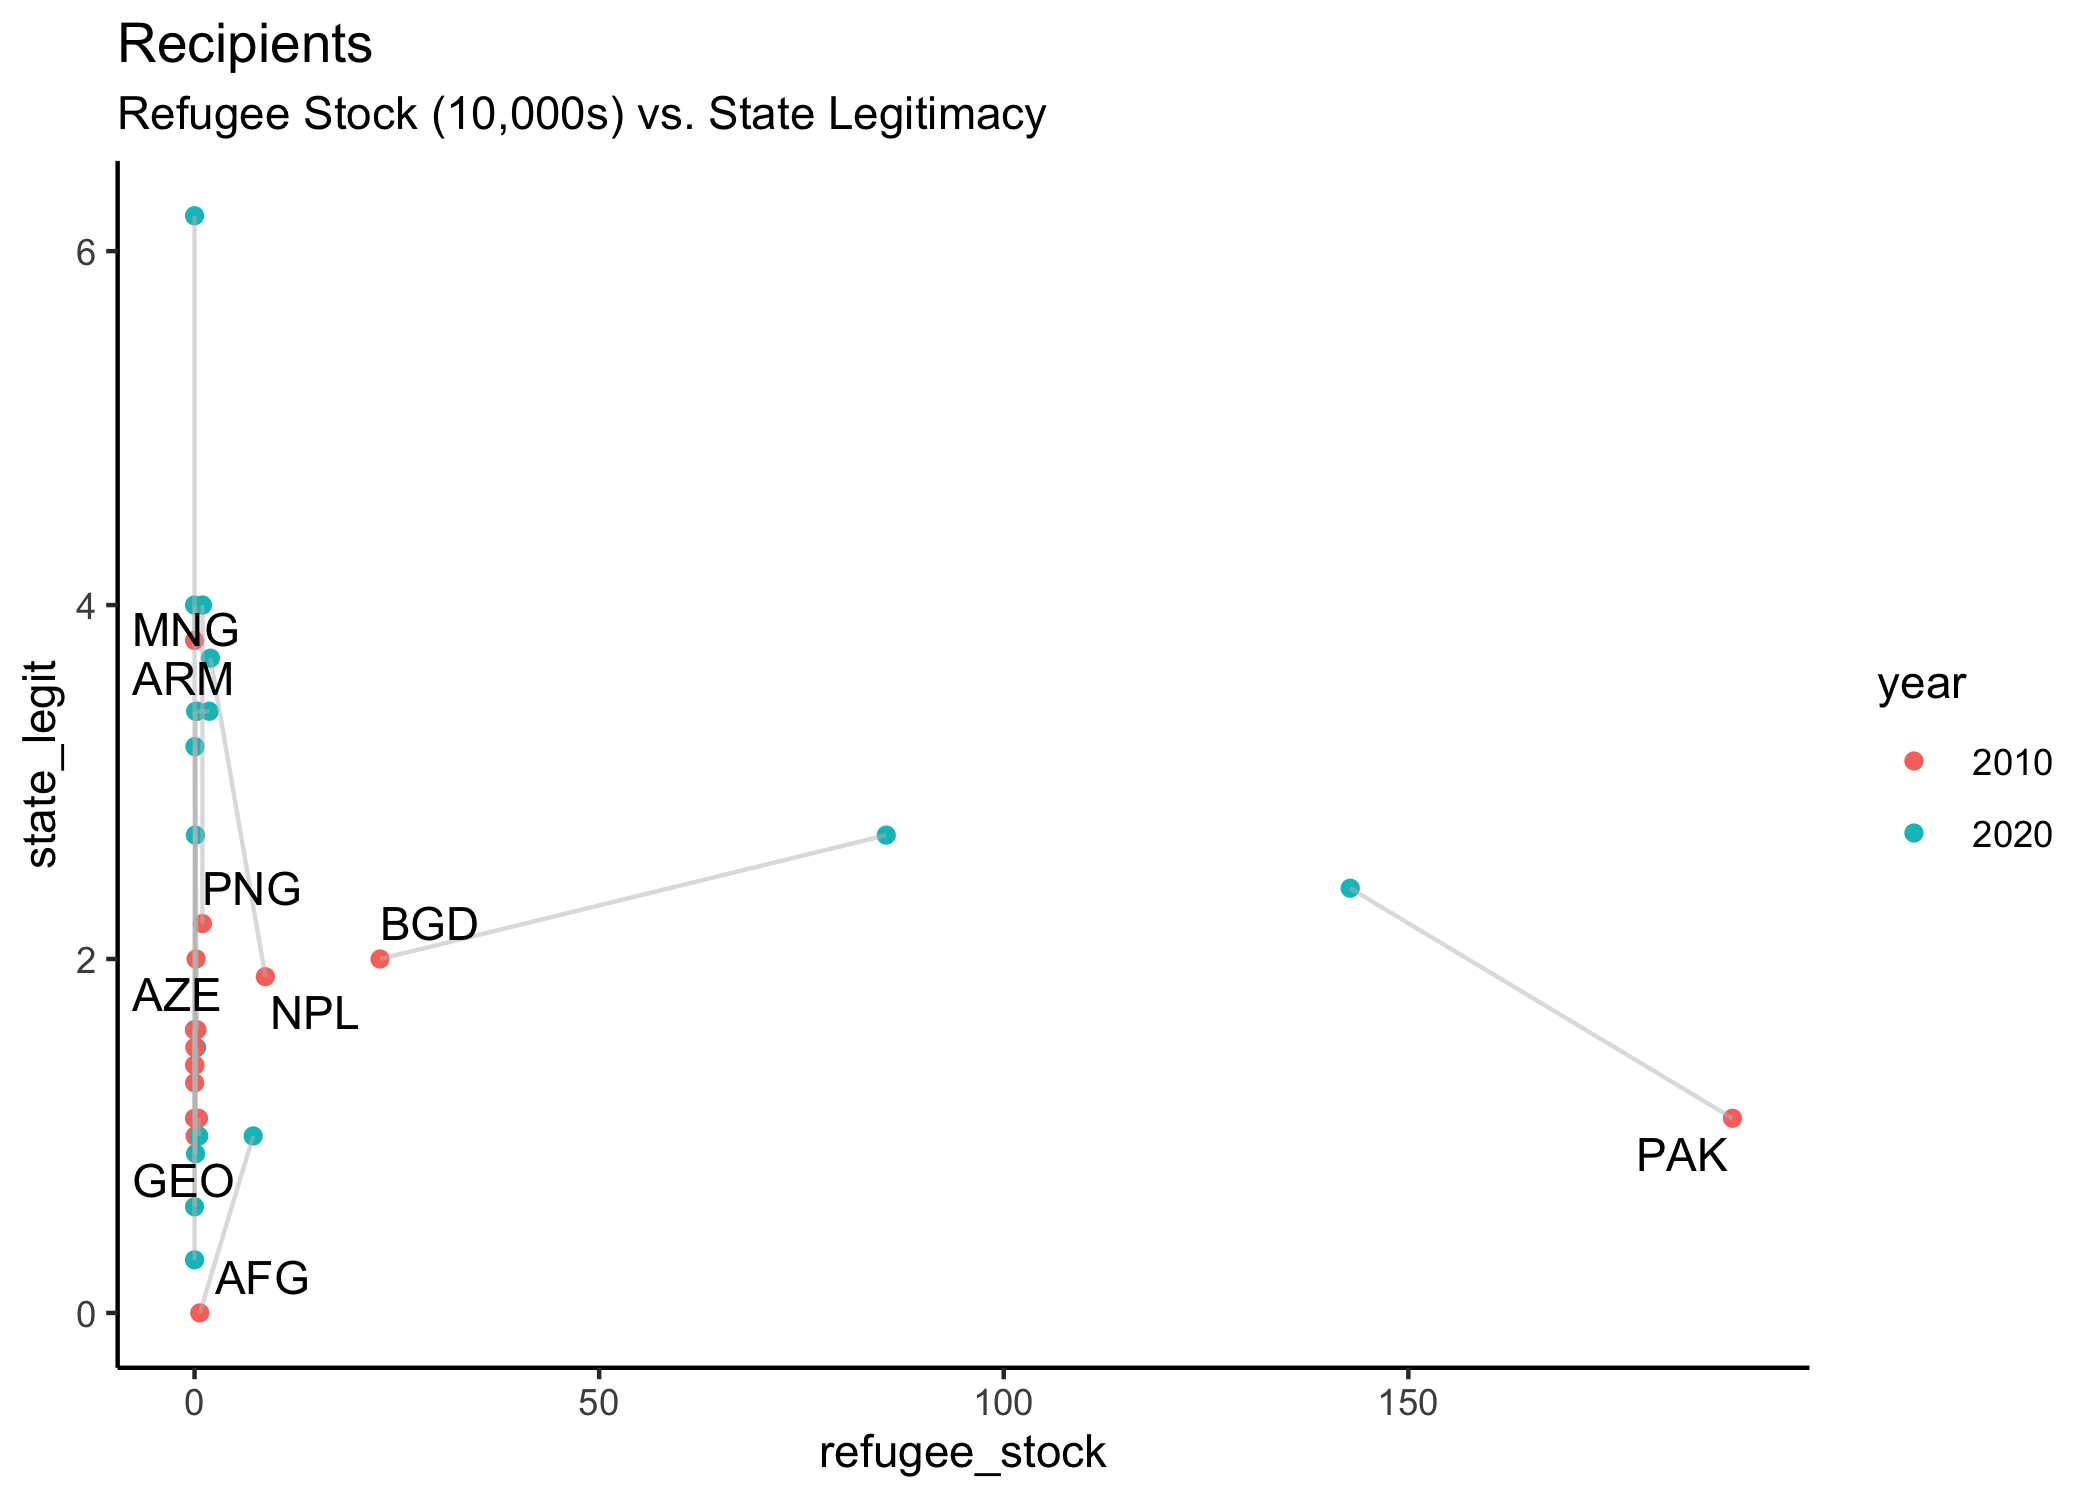 Recipients
Refugee Stock (10,000s) vs. State Legitimacy
6
4
2
0
state_legit
MNG
ARM
PNG
BGD
AZE
NPL
PAK
GEO
AFG
0 50 100 150
refugee_stock
year
2010
2020